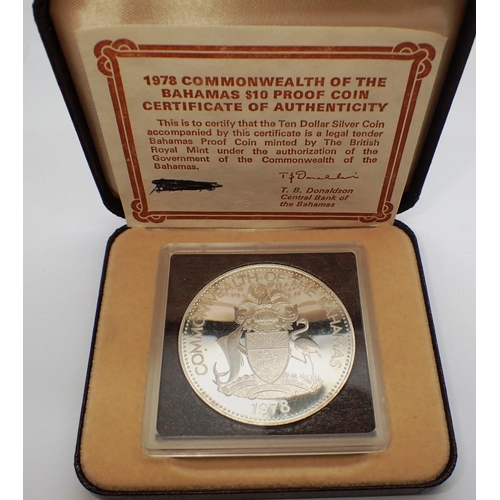 1978 COMMONWEALTH OF THE
BAHAMAS $10 PROOF COIN
CERTIFICATE OF AUTHENTICITY
This is to certify that the Ten Dollar Silver Coin
accompanied by this certificate is a legal tender
Bahamas Proof Coin minted by The British
Royal Mint under the authorization of the
Government of the Commonwealth of the
Bahamas.
T. B. Donaldson
Central Bank of
the Bahamas
COMMONWEALTH OF THE BAHAMAS
1978